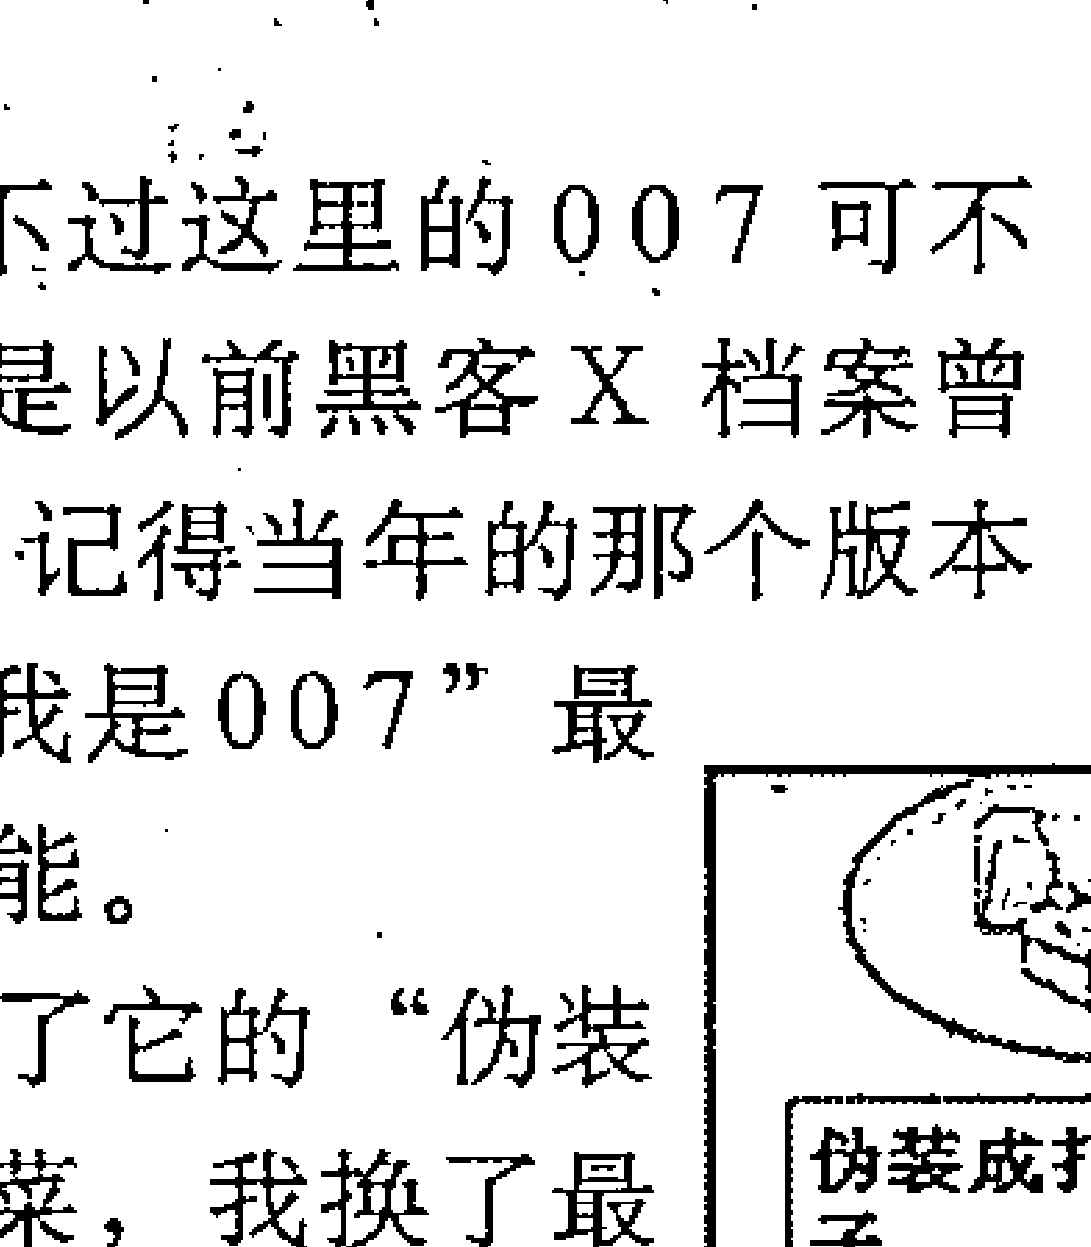 不过这里的007 可不
是以前黑客X 档案曾
记得当年的那个版本
我是007” 最
能。
了它的 “伪装
菜，我换了最
伪装成
子